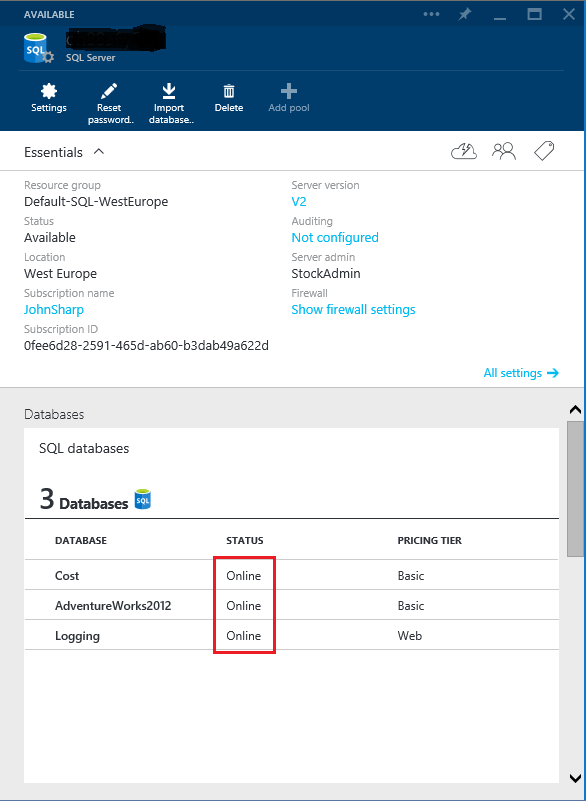 AVAILABLE
SQL
SQL Server
Settings
Reset password..
Import database..
Delete
Add pool
Essentials
Resource group
Default-SQL-WestEurope
Server version
V2
Status
Available
Auditing
Not configured
Location
West Europe
Server admin
StockAdmin
Subscription name
JohnSharp
Firewall
Show firewall settings
Subscription ID
0fee6d28-2591-465d-ab60-b3dab49a622d
All settings
Databases
SQL databases
3 Databases SQL
DATABASE STATUS PRICING TIER
Cost Online Basic
AdventureWorks2012 Online Basic
Logging Online Web